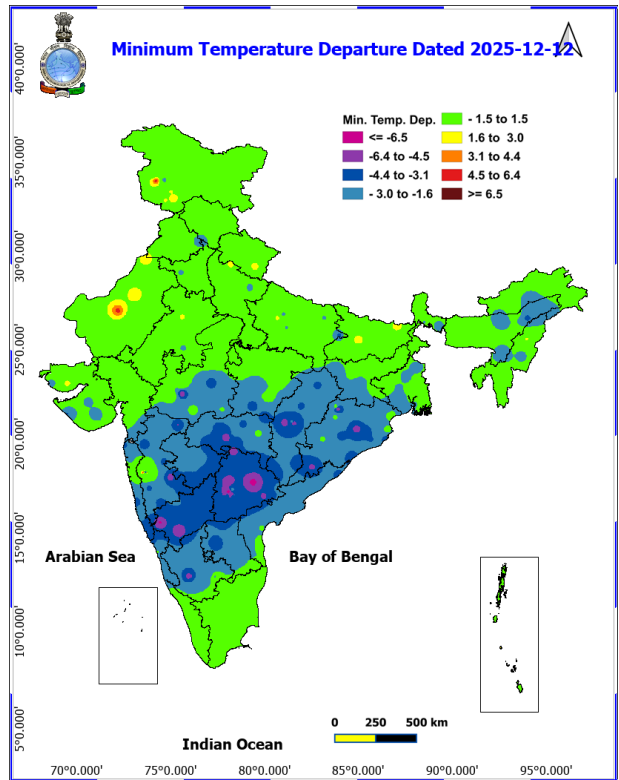 Minimum Temperature Departure Dated 2025-12-12
Min. Temp. Dep.
<= -6.5
-6.4 to -4.5
-4.4 to -3.1
- 3.0 to -1.6
- 1.5 to 1.5
1.6 to 3.0
3.1 to 4.4
4.5 to 6.4
>= 6.5
40°0.000'
35°0.000'
30°0.000'
25°0.000'
20°0.000'
15°0.000'
10°0.000'
5°0.000'
Arabian Sea
Bay of Bengal
Indian Ocean
0 250 500 km
70°0.000' 75°0.000' 80°0.000' 85°0.000' 90°0.000' 95°0.000'